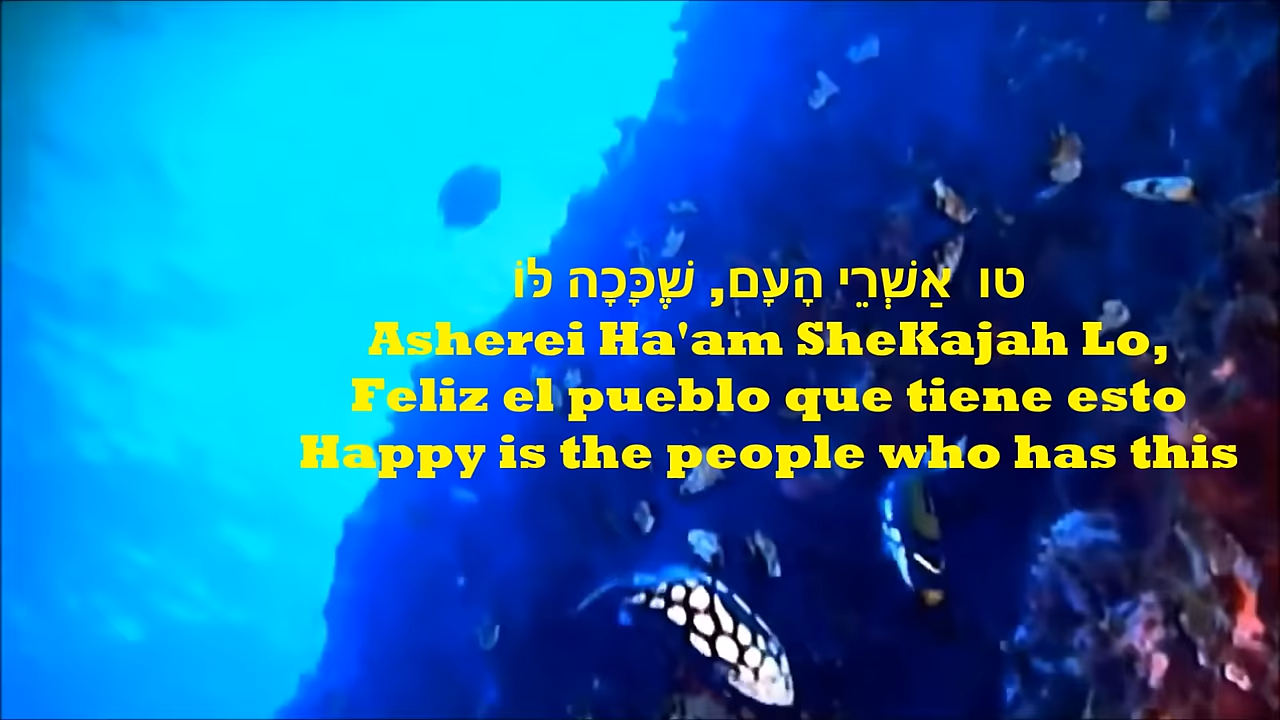 טו  אַשְׁרֵי הָעָם, שֶׁכָּכָה לּוֹ
Asherei Ha'am SheKajah Lo,
Feliz el pueblo que tiene esto
Happy is the people who has this